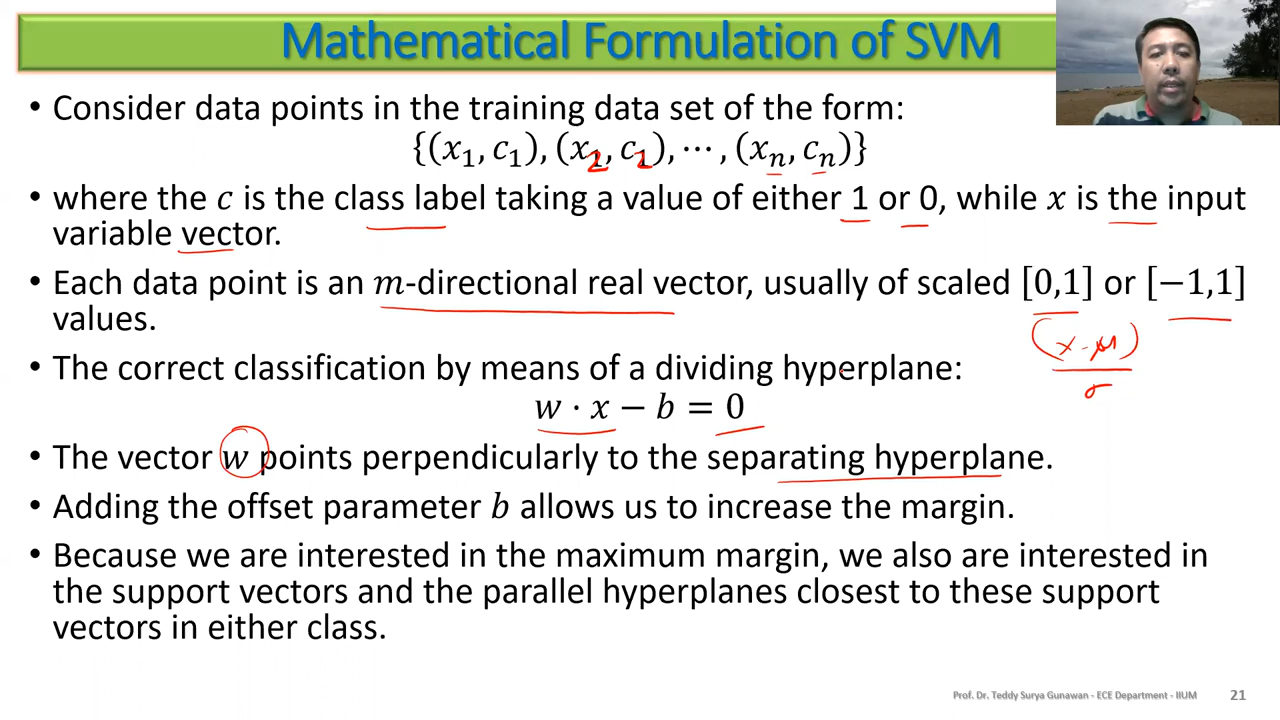 Mathematical Formulation of SVM
• Consider data points in the training data set of the form:
{(x₁, c₁), (x₁, c₁), ⋯, (xₙ, cₙ)}
2 2
• where the c is the class label taking a value of either 1 or 0, while x is the input
variable vector.
• Each data point is an m-directional real vector, usually of scaled [0,1] or [−1,1]
values.
(x - μ)
σ
• The correct classification by means of a dividing hyperplane:
w · x − b = 0
• The vector w points perpendicularly to the separating hyperplane.
• Adding the offset parameter b allows us to increase the margin.
• Because we are interested in the maximum margin, we also are interested in
the support vectors and the parallel hyperplanes closest to these support
vectors in either class.
Prof. Dr. Teddy Surya Gunawan - ECE Department - IIUM 21